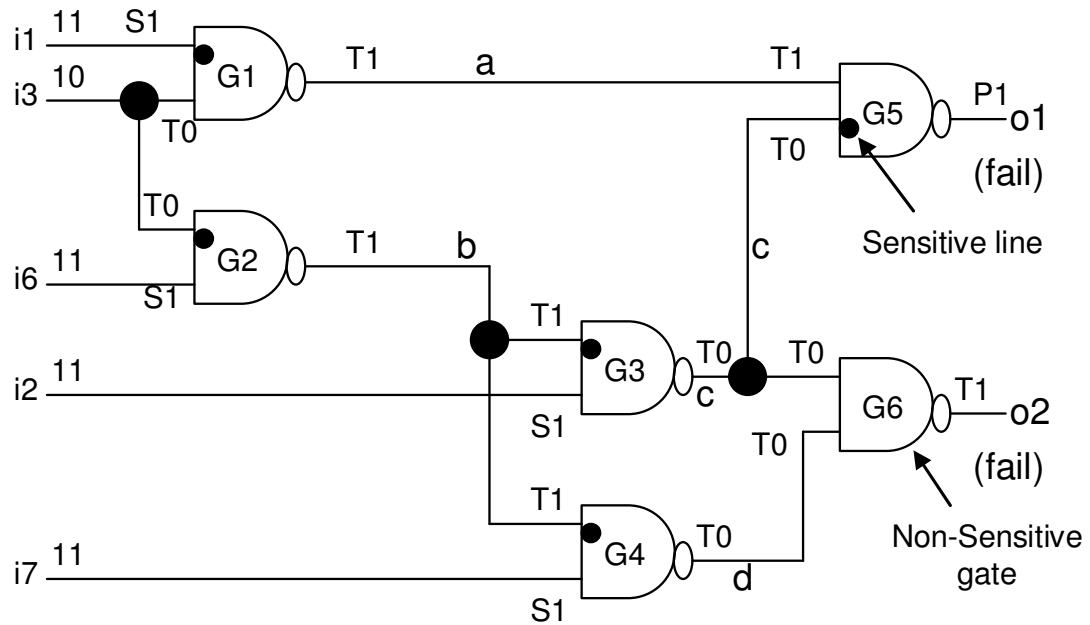 i1 11 S1
i3 10
G1
T0
T1 a T1
T0
G5
P1
o1
(fail)
Sensitive line
T0
G2
i6 11
S1
T1 b
c
T1
G3
T0
c
T0
i2 11
S1
G6
T0
T1
o2
(fail)
Non-Sensitive
gate
T1
G4
T0
d
i7 11
S1